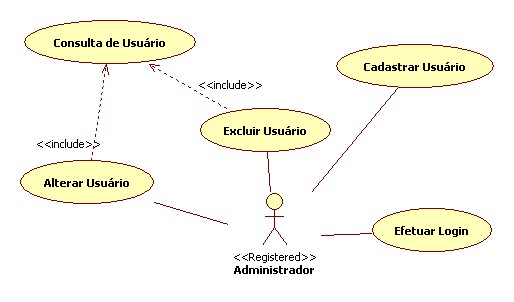 Consulta de Usuário
Cadastrar Usuário
<<include>>
Excluir Usuário
<<include>>
Alterar Usuário
Efetuar Login
<<Registered>>
Administrador